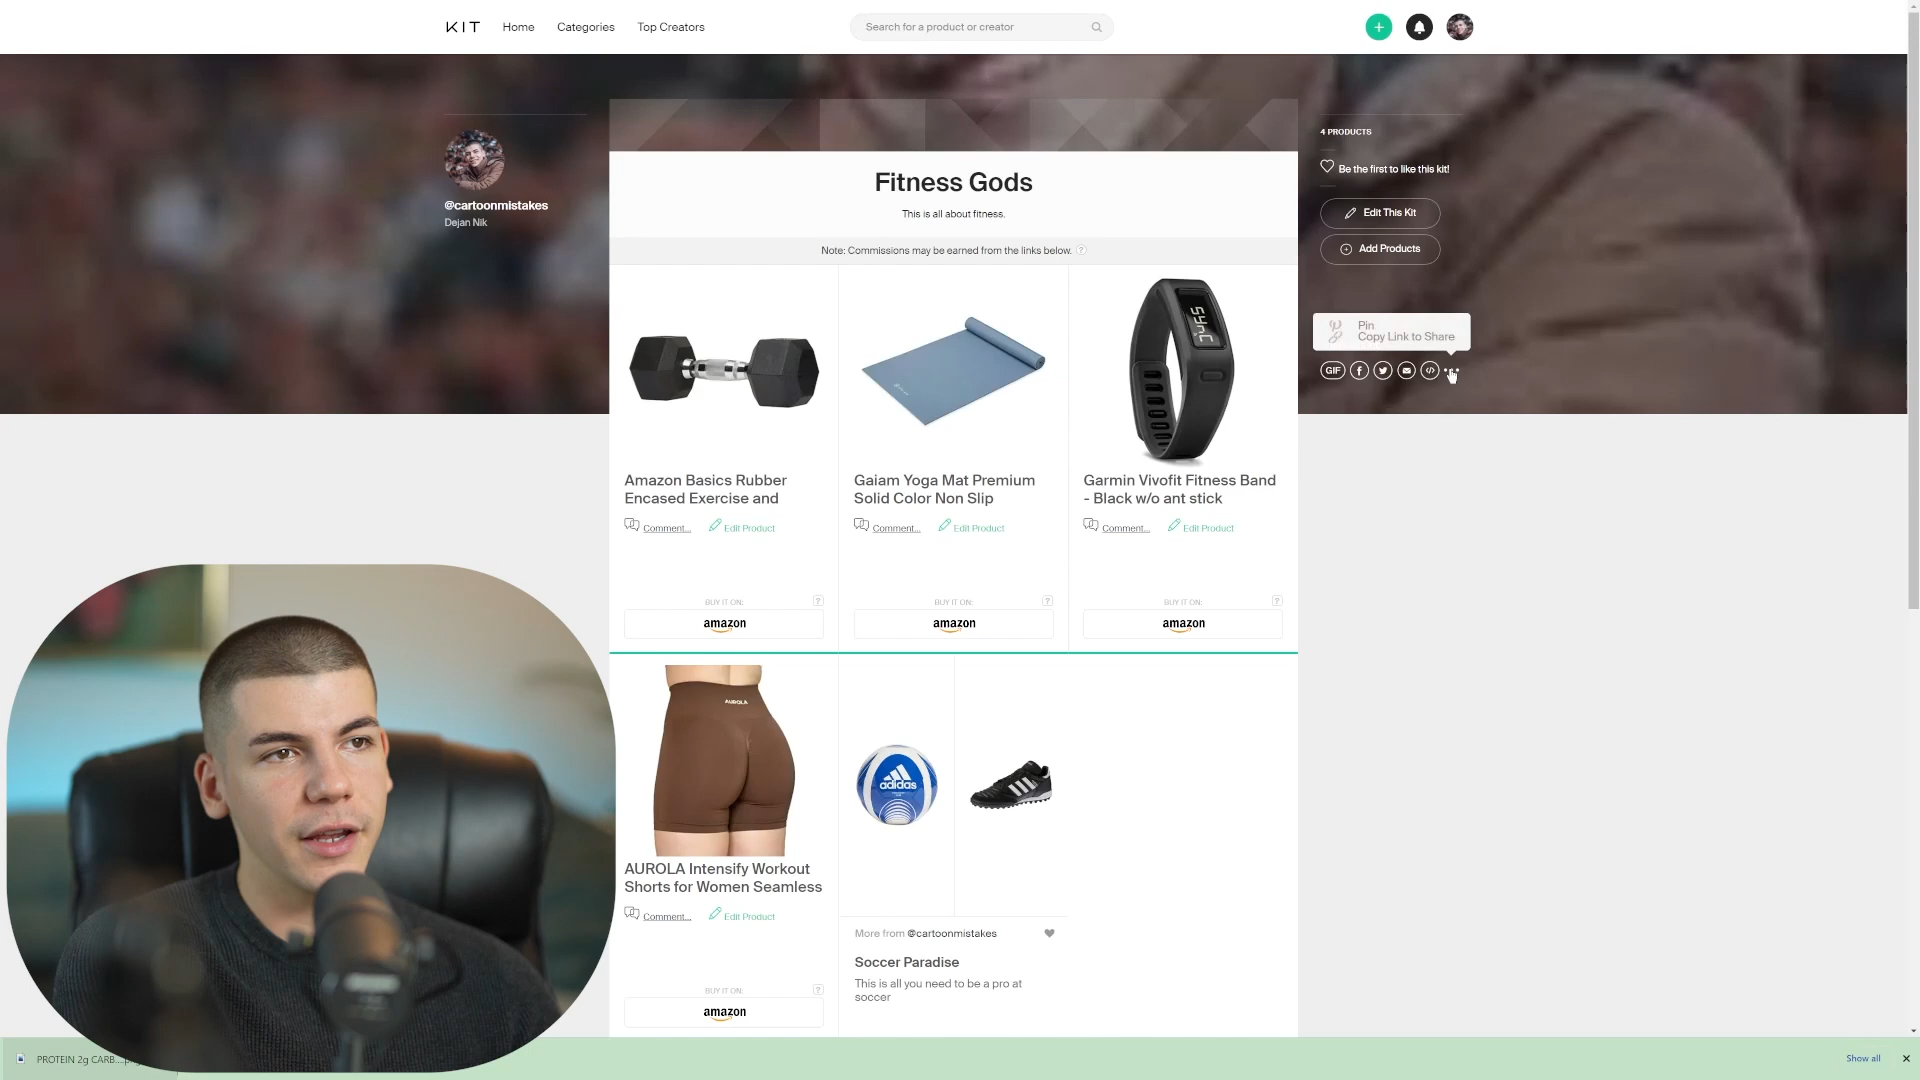 KIT
Home
Categories
Top Creators
Search for a product or creator
@cartoonmistakes
Dejan Nik
Fitness Gods
This is all about fitness.
Note: Commissions may be earned from the links below. ?
4 PRODUCTS
Be the first to like this kit!
Edit This Kit
Add Products
Pin
Copy Link to Share
GIF
Amazon Basics Rubber
Encased Exercise and
Comment...
Edit Product
BUY IT ON:
?
amazon
Gaiam Yoga Mat Premium
Solid Color Non Slip
Comment...
Edit Product
BUY IT ON:
?
amazon
Garmin Vivofit Fitness Band
- Black w/o ant stick
Comment...
Edit Product
BUY IT ON:
?
amazon
AUROLA
AUROLA Intensify Workout
Shorts for Women Seamless
Comment...
Edit Product
BUY IT ON:
?
amazon
adidas
More from @cartoonmistakes
Soccer Paradise
This is all you need to be a pro at
soccer
PROTEIN 2g CARB....p
Show all